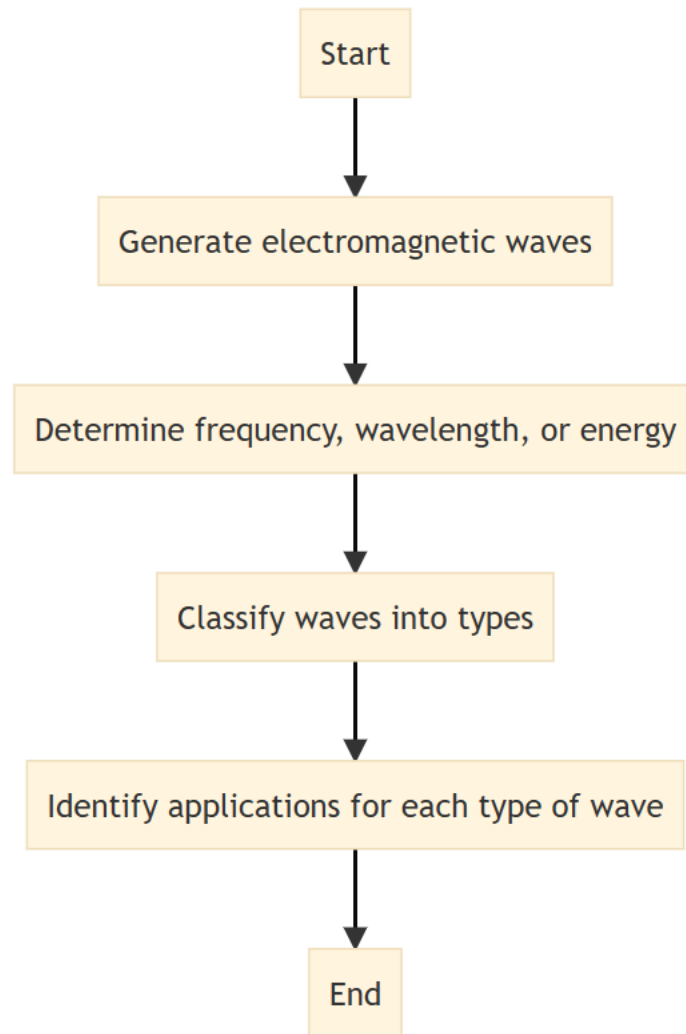 Start
Generate electromagnetic waves
Determine frequency, wavelength, or energy
Classify waves into types
Identify applications for each type of wave
End